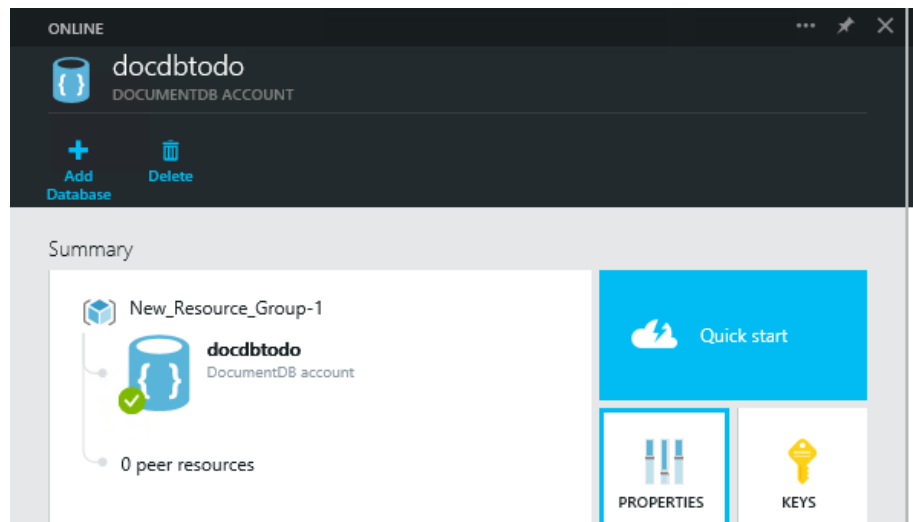 ONLINE
docdbtodo
DOCUMENTDB ACCOUNT
Add
Database
Delete
Summary
New_Resource_Group-1
docdbtodo
DocumentDB account
0 peer resources
Quick start
PROPERTIES
KEYS